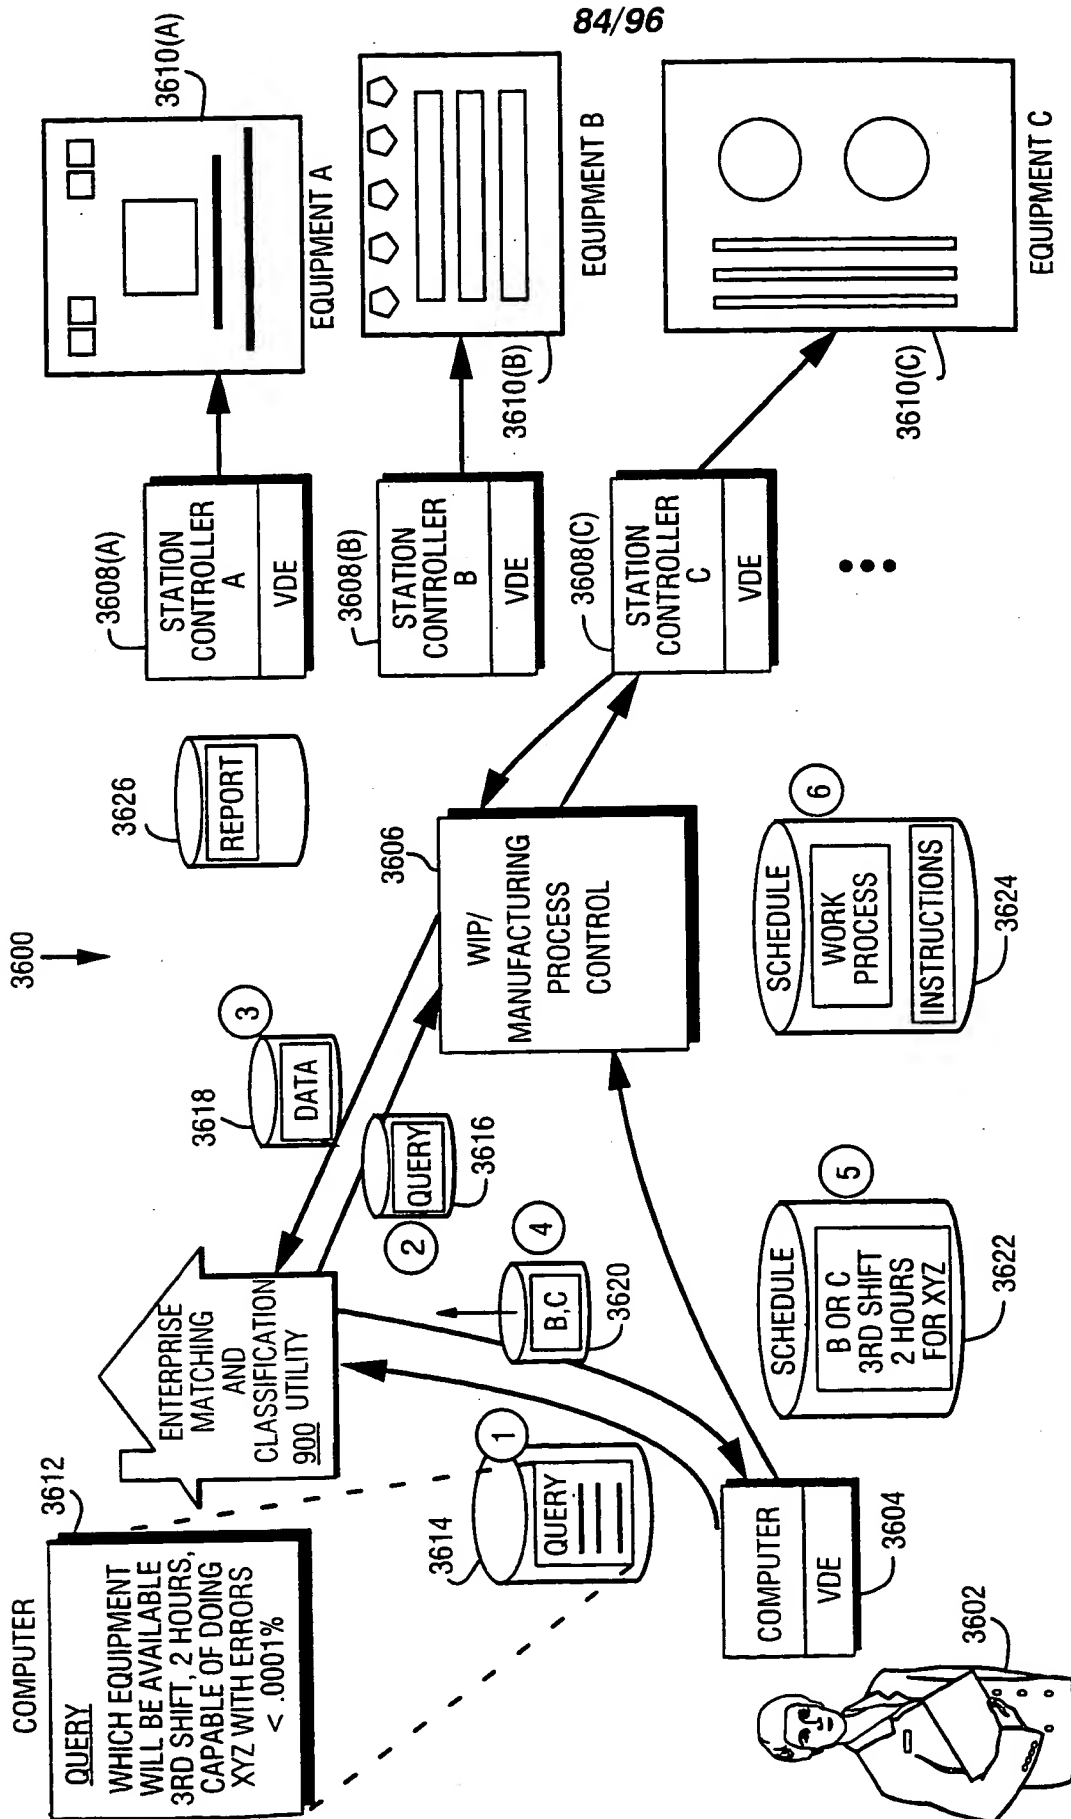 84/96
3600
COMPUTER
QUERY
WHICH EQUIPMENT
WILL BE AVAILABLE
3RD SHIFT, 2 HOURS,
CAPABLE OF DOING
XYZ WITH ERRORS
< .0001%
3612
ENTERPRISE
MATCHING
AND
CLASSIFICATION
900 UTILITY
3618
DATA
3
3626
REPORT
3608(A)
STATION
CONTROLLER
A
VDE
3610(A)
EQUIPMENT A
3614
QUERY
1
2
QUERY
3616
B,C
4
3620
3606
WIP/
MANUFACTURING
PROCESS
CONTROL
3608(B)
STATION
CONTROLLER
B
VDE
3610(B)
EQUIPMENT B
3608(C)
STATION
CONTROLLER
C
VDE
3610(C)
EQUIPMENT C
COMPUTER
VDE
3604
3602
SCHEDULE
B OR C
3RD SHIFT
2 HOURS
FOR XYZ
5
3622
SCHEDULE
WORK
PROCESS
INSTRUCTIONS
6
3624